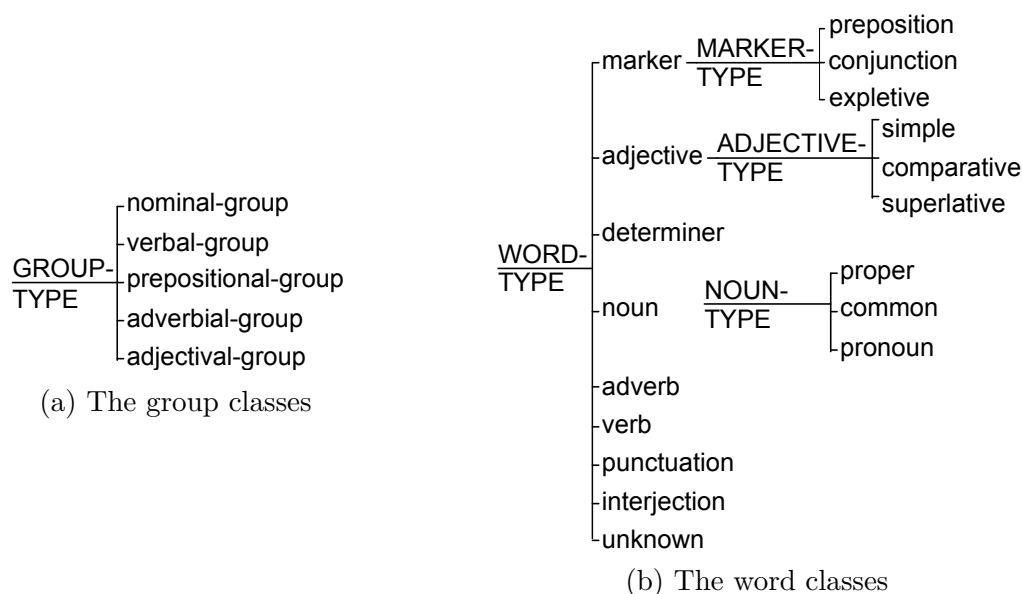 nominal-group
verbal-group
GROUP-
TYPE
prepositional-group
adverbial-group
adjectival-group
(a) The group classes
marker
MARKER-
TYPE
preposition
conjunction
expletive
adjective
ADJECTIVE-
TYPE
simple
comparative
superlative
determiner
WORD-
TYPE
noun
NOUN-
TYPE
proper
common
pronoun
adverb
verb
punctuation
interjection
unknown
(b) The word classes